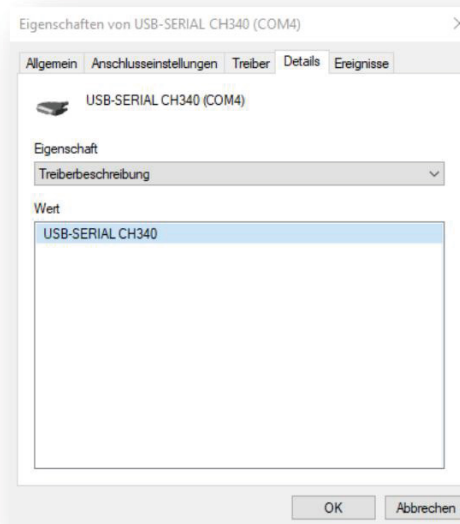 Eigenschaften von USB-SERIAL CH340 (COM4)
Allgemein Anschlusseinstellungen Treiber Details Ereignisse
USB-SERIAL CH340 (COM4)
Eigenschaft
Treiberbeschreibung
Wert
USB-SERIAL CH340
OK Abbrechen